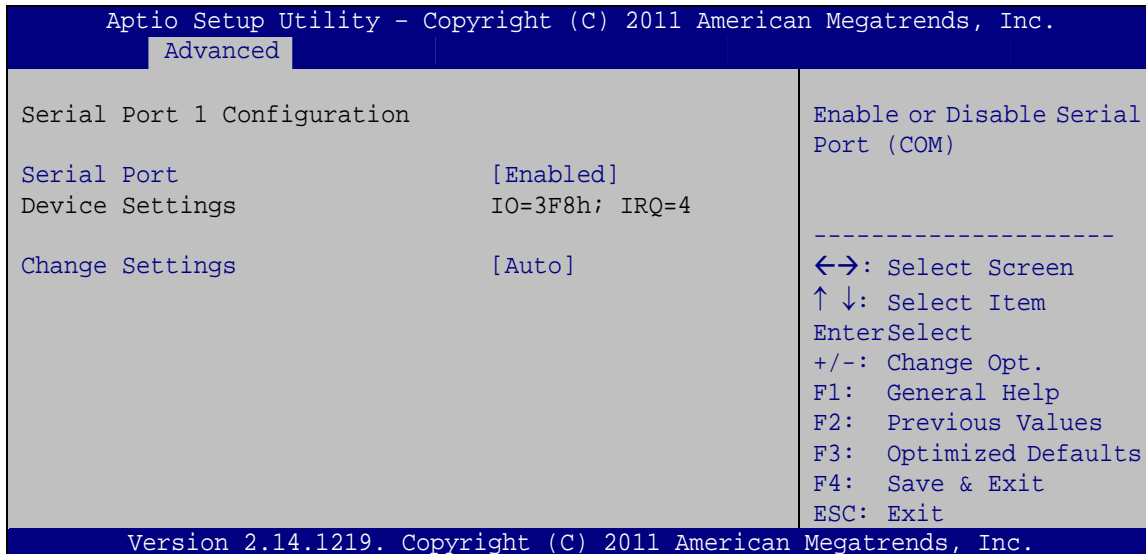 Aptio Setup Utility – Copyright (C) 2011 American Megatrends, Inc.
Advanced
Serial Port 1 Configuration
Serial Port [Enabled]
Device Settings IO=3F8h; IRQ=4
Change Settings [Auto]
Enable or Disable Serial
Port (COM)
---------------------
←→: Select Screen
↑ ↓: Select Item
EnterSelect
+/-: Change Opt.
F1: General Help
F2: Previous Values
F3: Optimized Defaults
F4: Save & Exit
ESC: Exit
Version 2.14.1219. Copyright (C) 2011 American Megatrends, Inc.